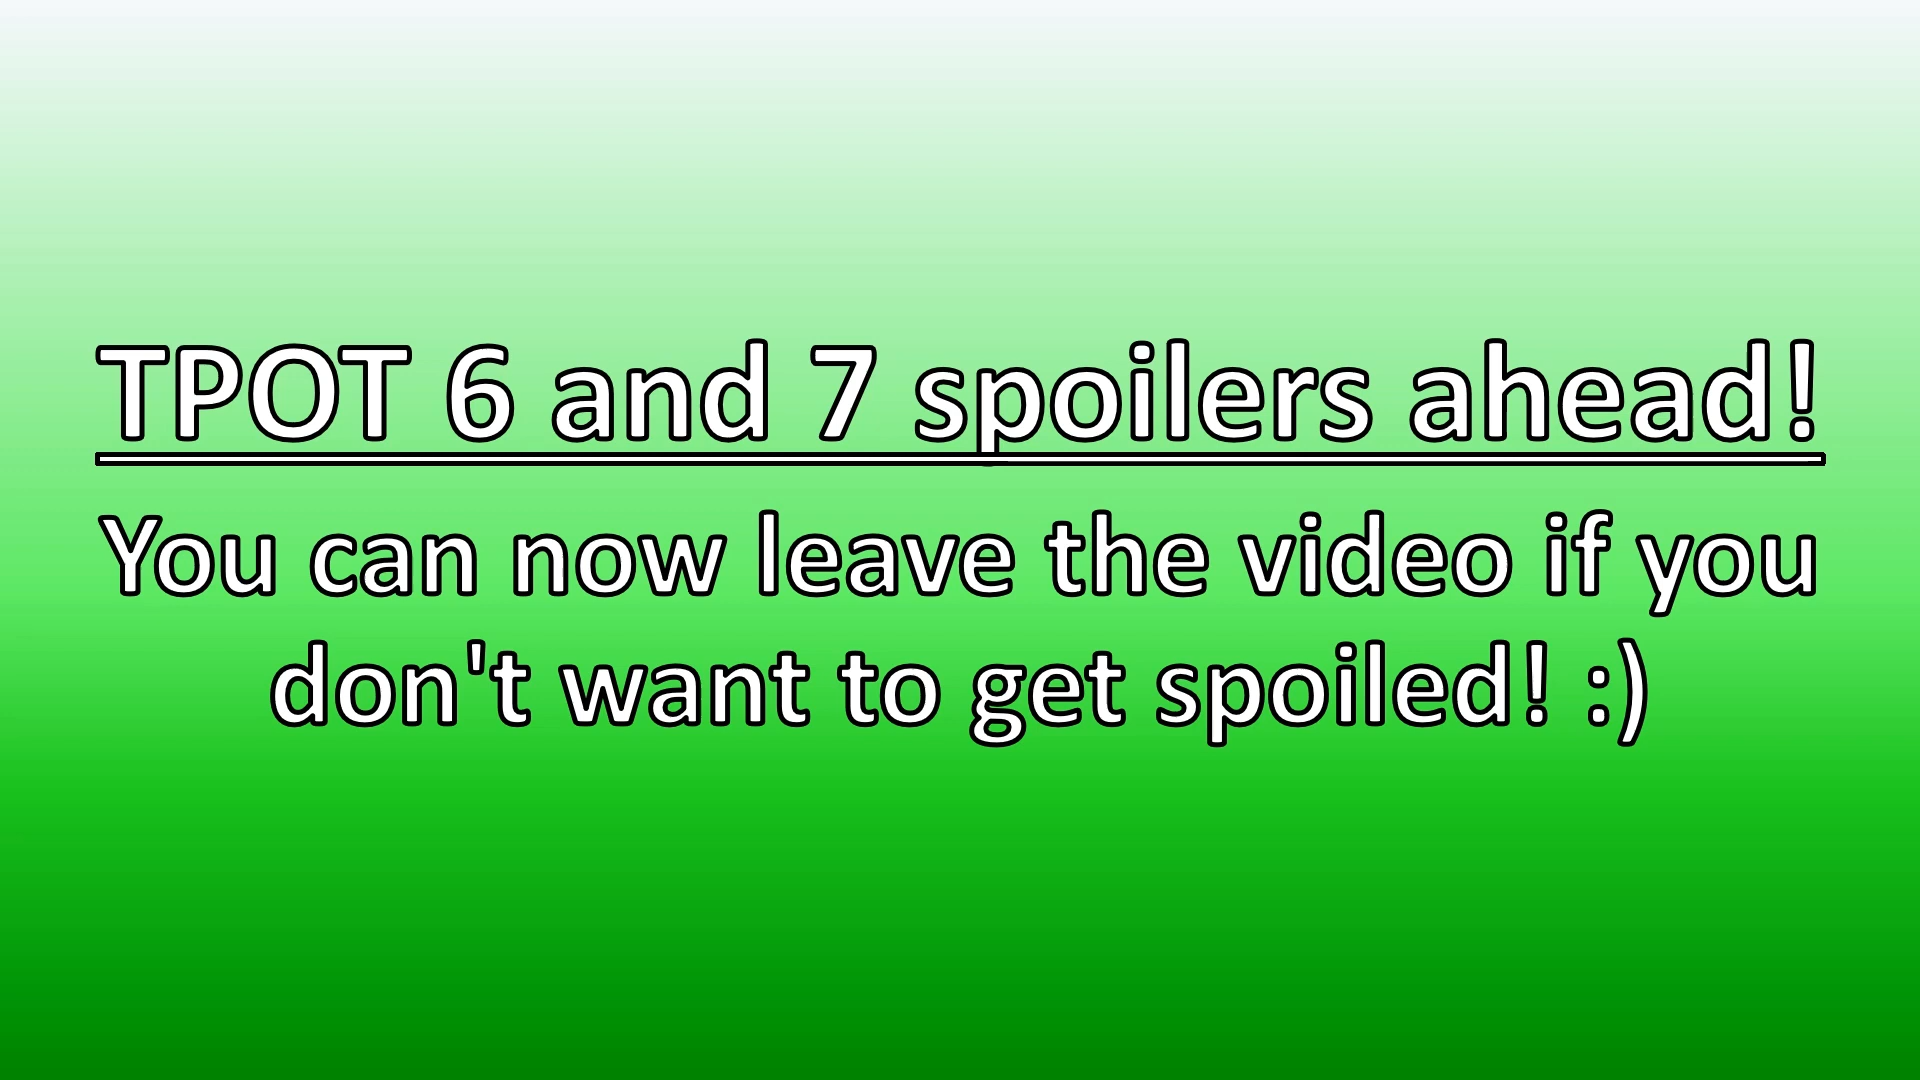 TPOT 6 and 7 spoilers ahead!
You can now leave the video if you
don't want to get spoiled! :)